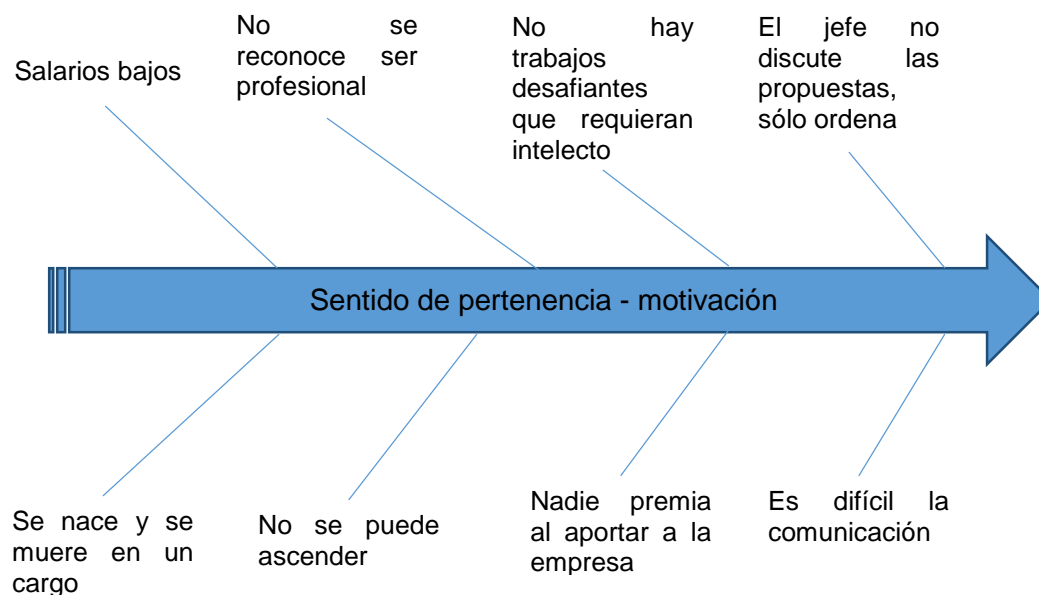 Salarios bajos
No se
reconoce ser
profesional
No hay
trabajos
desafiantes
que requieran
intelecto
El jefe no
discute las
propuestas,
sólo ordena
Sentido de pertenencia - motivación
Se nace y se
muere en un
cargo
No se puede
ascender
Nadie premia
al aportar a la
empresa
Es difícil la
comunicación